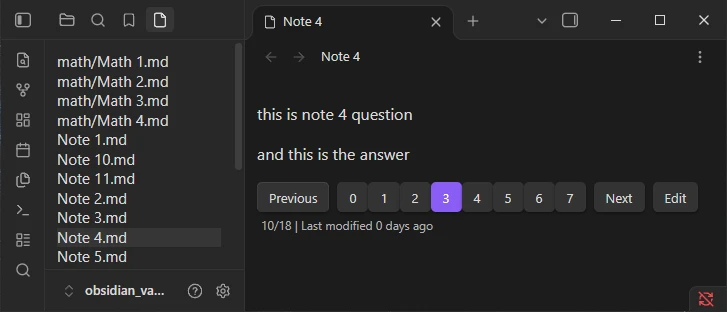 Note 4
Note 4
math/Math 1.md
math/Math 2.md
math/Math 3.md
math/Math 4.md
Note 1.md
Note 10.md
Note 11.md
Note 2.md
Note 3.md
Note 4.md
Note 5.md
obsidian_va...
this is note 4 question
and this is the answer
Previous 0 1 2 3 4 5 6 7 Next Edit
10/18 | Last modified 0 days ago